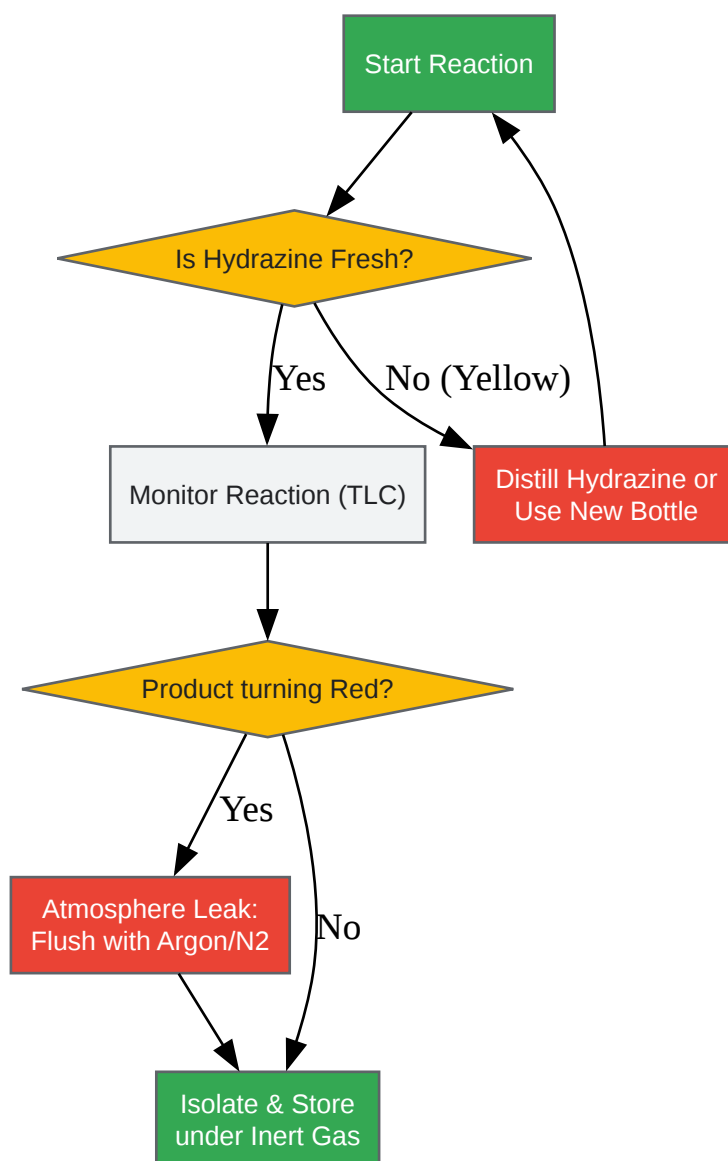 Start Reaction
Is Hydrazine Fresh?
Yes
No (Yellow)
Monitor Reaction (TLC)
Distill Hydrazine or
Use New Bottle
Product turning Red?
Yes
Atmosphere Leak:
Flush with Argon/N2
No
Isolate & Store
under Inert Gas